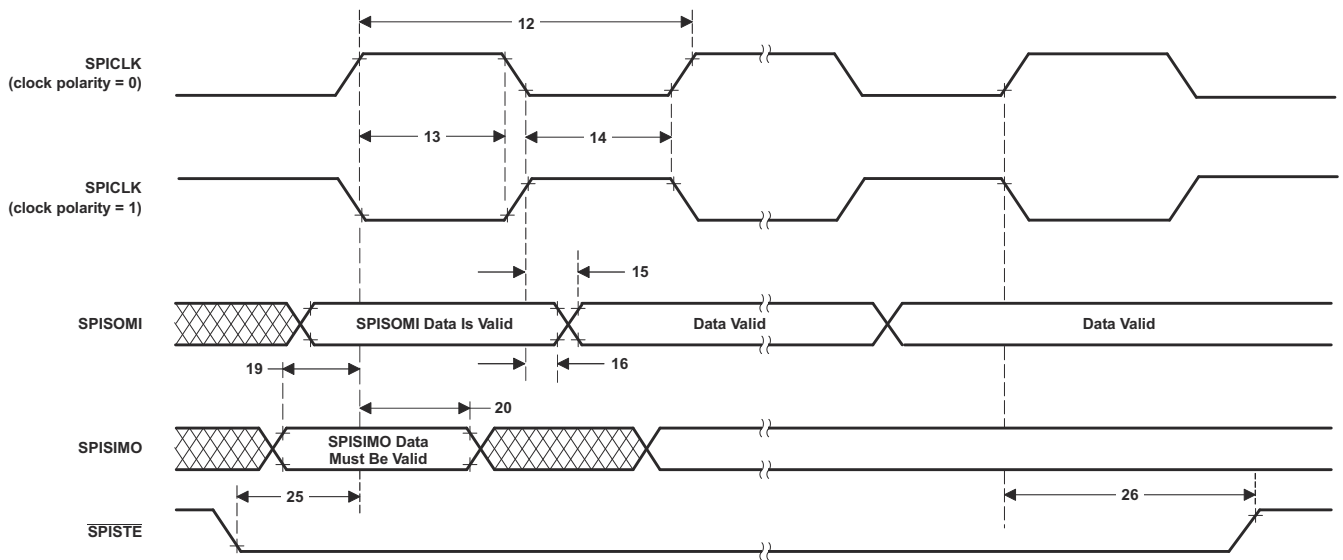 12
SPICLK
(clock polarity = 0)
13
14
SPICLK
(clock polarity = 1)
15
SPISOMI
SPISOMI Data Is Valid
Data Valid
Data Valid
16
19
20
SPISIMO
SPISIMO Data
Must Be Valid
25
26
SPISTE